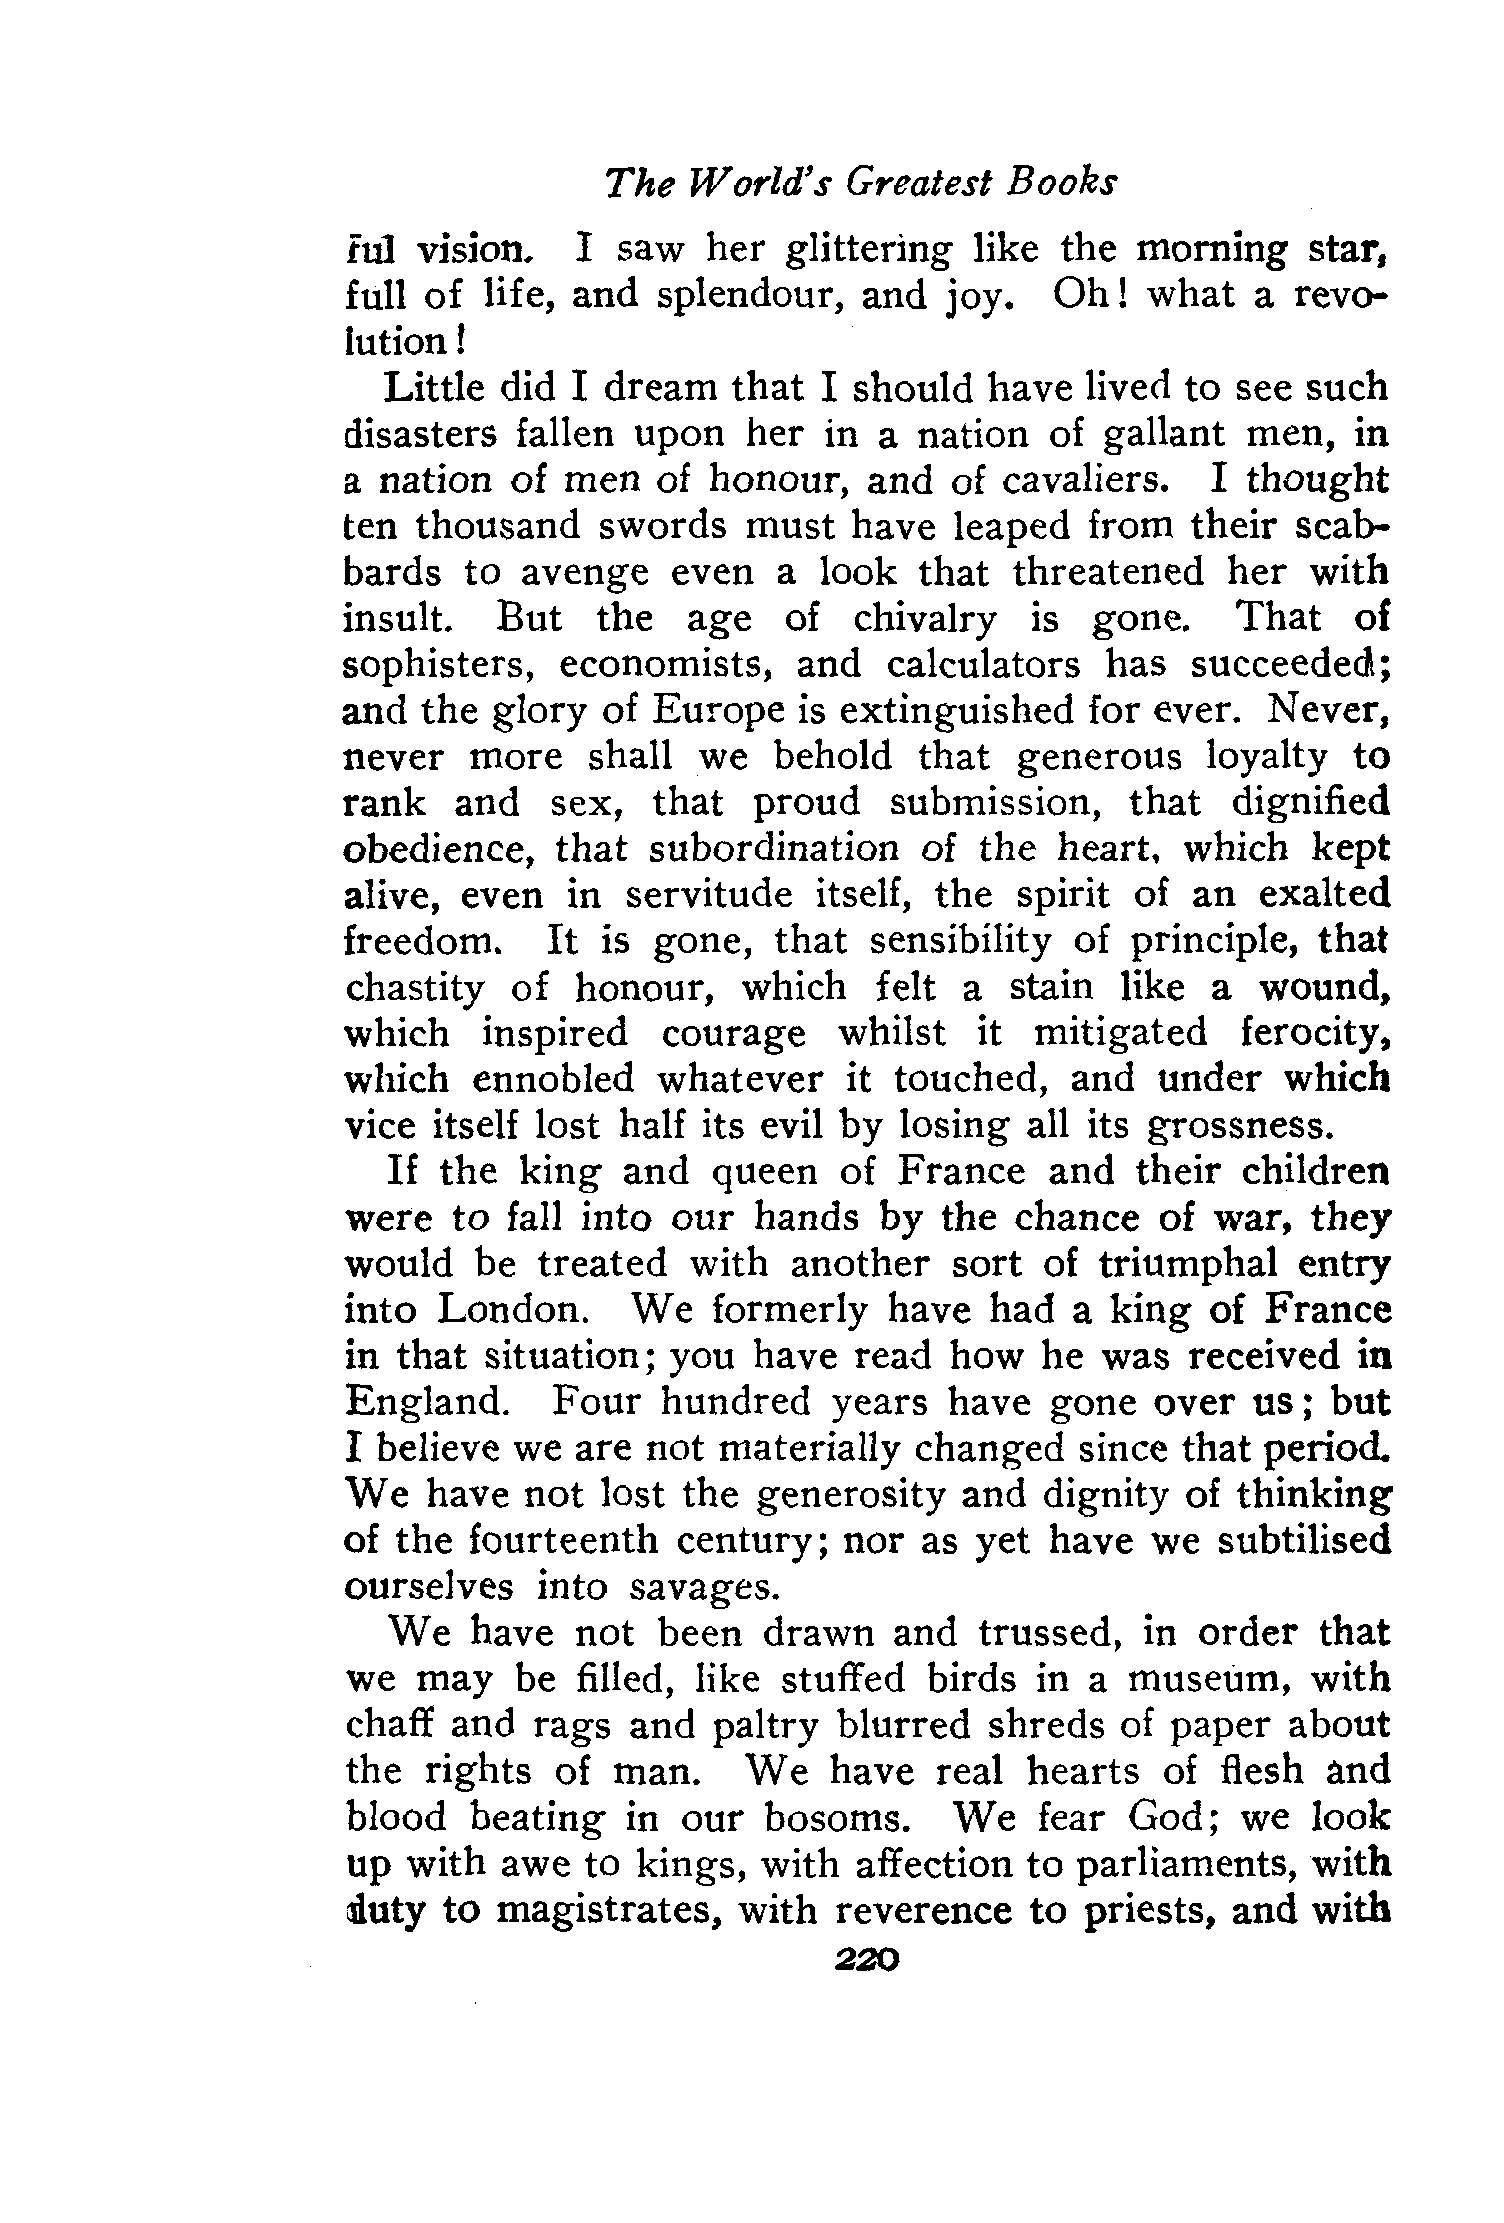 The World's Greatest Books
ful vision. I saw her glittering like the morning star,
full of life, and splendour, and joy. Oh! what a revo-
lution!
Little did I dream that I should have lived to see such
disasters fallen upon her in a nation of gallant men, in
a nation of men of honour, and of cavaliers. I thought
ten thousand swords must have leaped from their scab-
bards to avenge even a look that threatened her with
insult. But the age of chivalry is gone. That of
sophisters, economists, and calculators has succeeded;
and the glory of Europe is extinguished for ever. Never,
never more shall we behold that generous loyalty to
rank and sex, that proud submission, that dignified
obedience, that subordination of the heart, which kept
alive, even in servitude itself, the spirit of an exalted
freedom. It is gone, that sensibility of principle, that
chastity of honour, which felt a stain like a wound,
which inspired courage whilst it mitigated ferocity,
which ennobled whatever it touched, and under which
vice itself lost half its evil by losing all its grossness.
If the king and queen of France and their children
were to fall into our hands by the chance of war, they
would be treated with another sort of triumphal entry
into London. We formerly have had a king of France
in that situation; you have read how he was received in
England. Four hundred years have gone over us; but
I believe we are not materially changed since that period.
We have not lost the generosity and dignity of thinking
of the fourteenth century; nor as yet have we subtilised
ourselves into savages.
We have not been drawn and trussed, in order that
we may be filled, like stuffed birds in a museum, with
chaff and rags and paltry blurred shreds of paper about
the rights of man. We have real hearts of flesh and
blood beating in our bosoms. We fear God; we look
up with awe to kings, with affection to parliaments, with
duty to magistrates, with reverence to priests, and with
220